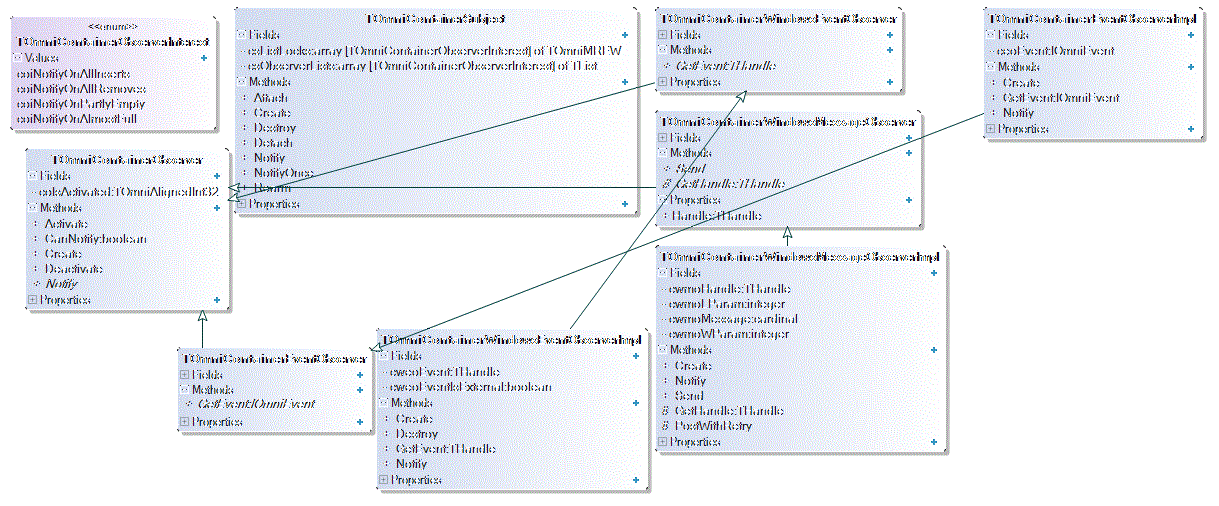 <<enum>>
TOmniContainerObserverInterest
Values
coiNotifyOnAllInserts
coiNotifyOnAllRemoves
coiNotifyOnPartlyEmpty
coiNotifyOnAlmostFull
TOmniContainerSubject
Fields
csListLocks:array [TOmniContainerObserverInterest] of TOmniMREW
csObserverLists:array [TOmniContainerObserverInterest] of TList
Methods
Attach
Create
Destroy
Detach
Notify
NotifyOnce
Rearm
Properties
TOmniContainerWindowsEventObserver
Fields
Methods
GetEvent:THandle
Properties
TOmniContainerEventObserverImpl
Fields
ceoEvent:IOmniEvent
Methods
Create
GetEvent:IOmniEvent
Notify
Properties
TOmniContainerWindowsMessageObserver
Fields
Methods
Send
GetHandle:THandle
Properties
Handle:THandle
TOmniContainerObserver
Fields
coIsActivated:TOmniAlignedInt32
Methods
Activate
CanNotify:boolean
Create
Deactivate
Notify
Properties
TOmniContainerWindowsMessageObserverImpl
Fields
cwmoHandle:THandle
cwmoLParam:integer
cwmoMessage:cardinal
cwmoWParam:integer
Methods
Create
Notify
Send
GetHandle:THandle
PostWithRetry
Properties
TOmniContainerEventObserver
Fields
Methods
GetEvent:IOmniEvent
Properties
TOmniContainerWindowsEventObserverImpl
Fields
cweoEvent:THandle
cweoEventIsExternal:boolean
Methods
Create
Destroy
GetEvent:THandle
Notify
Properties